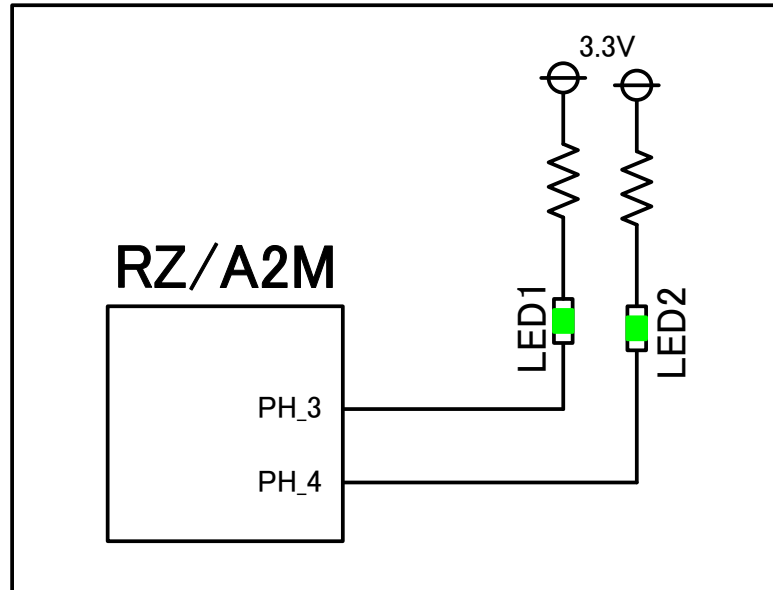 3.3V
RZ/A2M
LED1
LED2
PH_3
PH_4